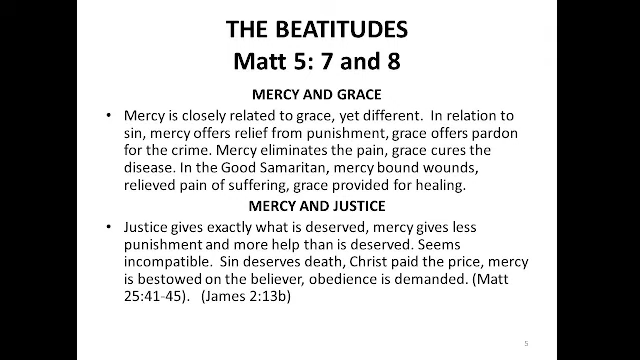 THE BEATITUDES
Matt 5: 7 and 8
MERCY AND GRACE
• Mercy is closely related to grace, yet different.  In relation to
sin, mercy offers relief from punishment, grace offers pardon
for the crime. Mercy eliminates the pain, grace cures the
disease. In the Good Samaritan, mercy bound wounds,
relieved pain of suffering, grace provided for healing.
MERCY AND JUSTICE
• Justice gives exactly what is deserved, mercy gives less
punishment and more help than is deserved. Seems
incompatible.  Sin deserves death, Christ paid the price, mercy
is bestowed on the believer, obedience is demanded. (Matt
25:41-45).   (James 2:13b)
5